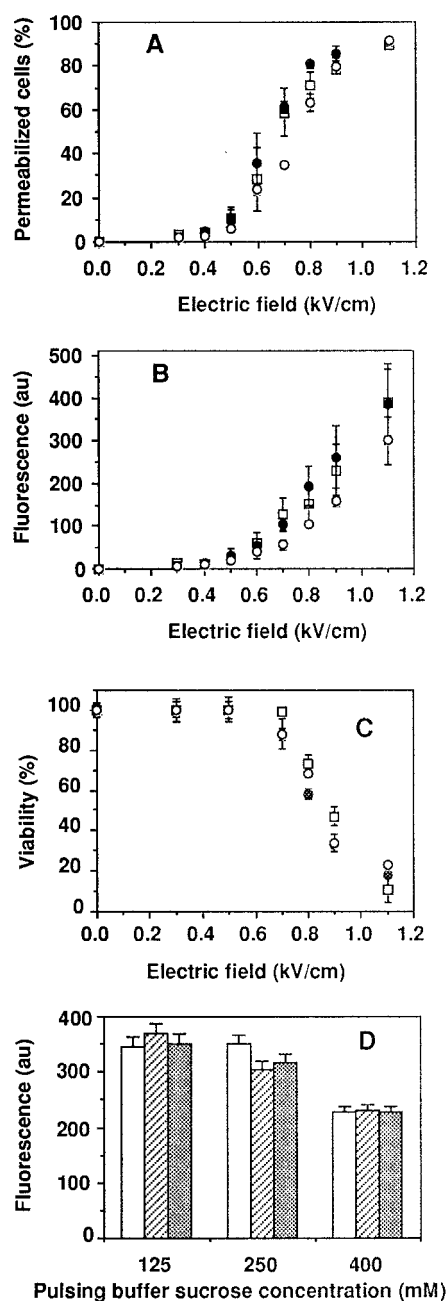 A
Permeabilized cells (%)
100
80
60
40
20
0
0.0 0.2 0.4 0.6 0.8 1.0 1.2
Electric field (kV/cm)
B
Fluorescence (au)
500
400
300
200
100
0
0.0 0.2 0.4 0.6 0.8 1.0 1.2
Electric field (kV/cm)
C
Viability (%)
100
80
60
40
20
0
0.0 0.2 0.4 0.6 0.8 1.0 1.2
Electric field (kV/cm)
D
Fluorescence (au)
400
300
200
100
0
125 250 400
Pulsing buffer sucrose concentration (mM)